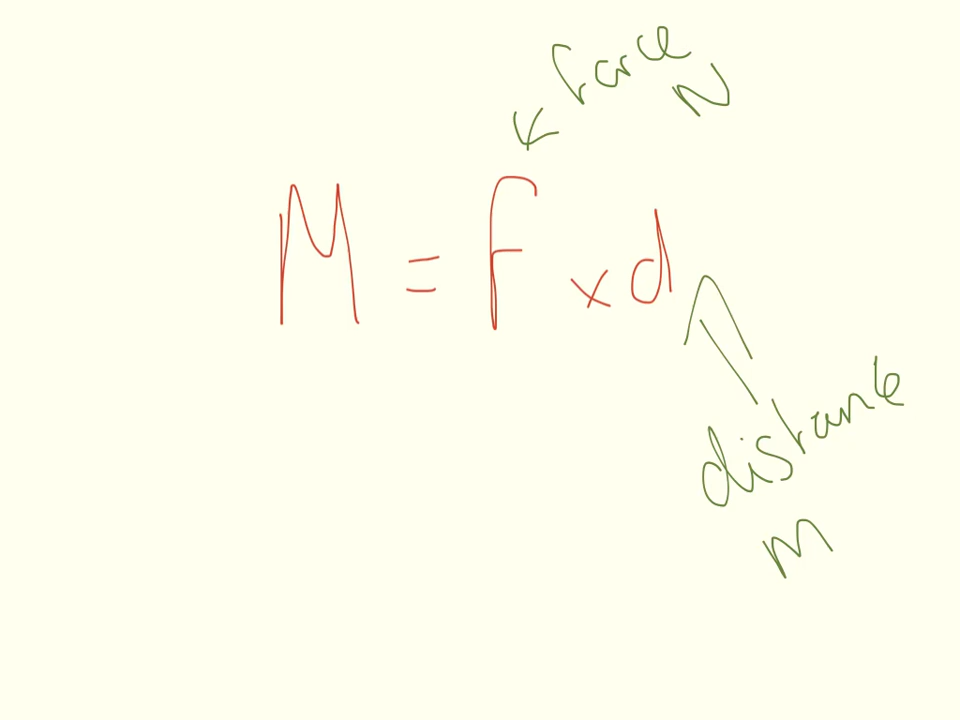 force
N
M = F x d
distance
m